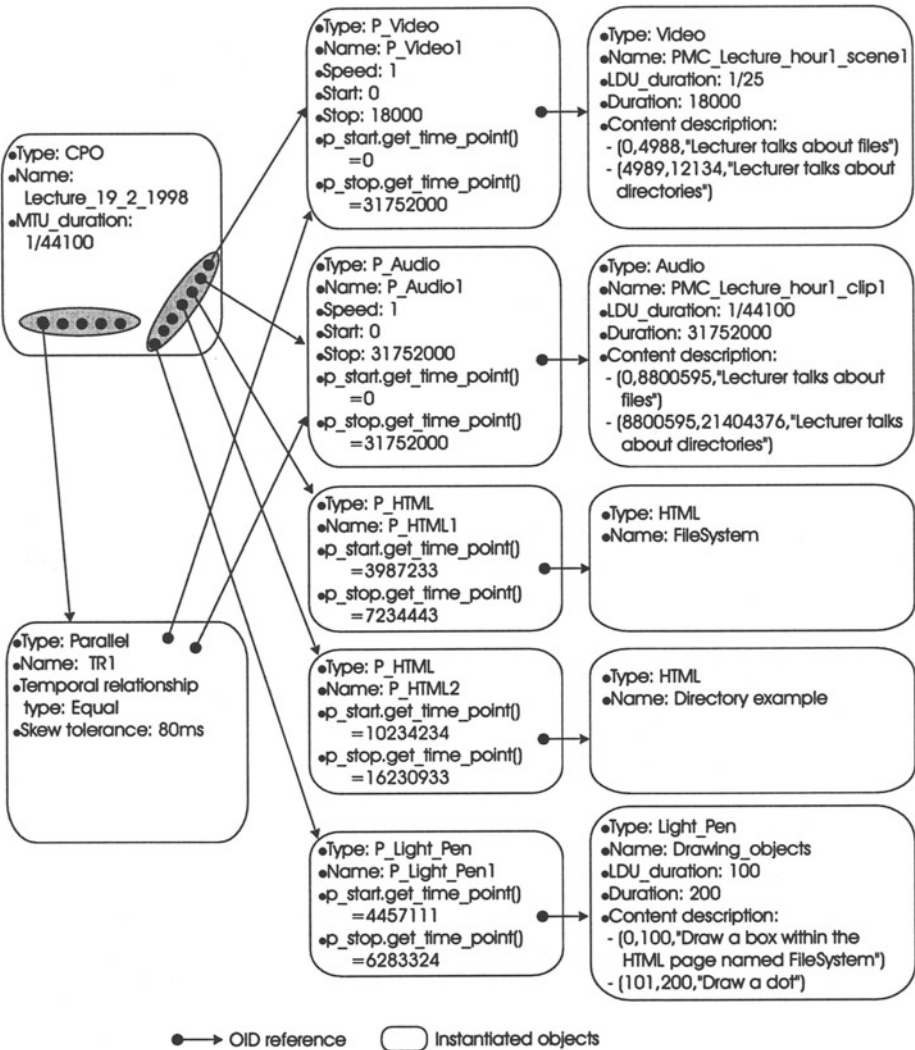 •Type: CPO
•Name:
Lecture_19_2_1998
•MTU_duration:
1/44100
•Type: Parallel
•Name: TR1
•Temporal relationship
type: Equal
•Skew tolerance: 80ms
•Type: P_Video
•Name: P_Video1
•Speed: 1
•Start: 0
•Stop: 18000
•p_start.get_time_point()
=0
•p_stop.get_time_point()
=31752000
•Type: Video
•Name: PMC_Lecture_hour1_scene1
•LDU_duration: 1/25
•Duration: 18000
•Content description:
- (0,4988,"Lecturer talks about files")
- (4989,12134,"Lecturer talks about
directories")
•Type: P_Audio
•Name: P_Audio1
•Speed: 1
•Start: 0
•Stop: 31752000
•p_start.get_time_point()
=0
•p_stop.get_time_point()
=31752000
•Type: Audio
•Name: PMC_Lecture_hour1_clip1
•LDU_duration: 1/44100
•Duration: 31752000
•Content description:
- (0,8800595,"Lecturer talks about
files")
- (8800595,21404376,"Lecturer talks
about directories")
•Type: P_HTML
•Name: P_HTML1
•p_start.get_time_point()
=3987233
•p_stop.get_time_point()
=7234443
•Type: HTML
•Name: FileSystem
•Type: P_HTML
•Name: P_HTML2
•p_start.get_time_point()
=10234234
•p_stop.get_time_point()
=16230933
•Type: HTML
•Name: Directory example
•Type: P_Light_Pen
•Name: P_Light_Pen1
•p_start.get_time_point()
=4457111
•p_stop.get_time_point()
=6283324
•Type: Light_Pen
•Name: Drawing_objects
•LDU_duration: 100
•Duration: 200
•Content description:
- (0,100,"Draw a box within the
HTML page named FileSystem")
- (101,200,"Draw a dot")
OID reference
Instantiated objects